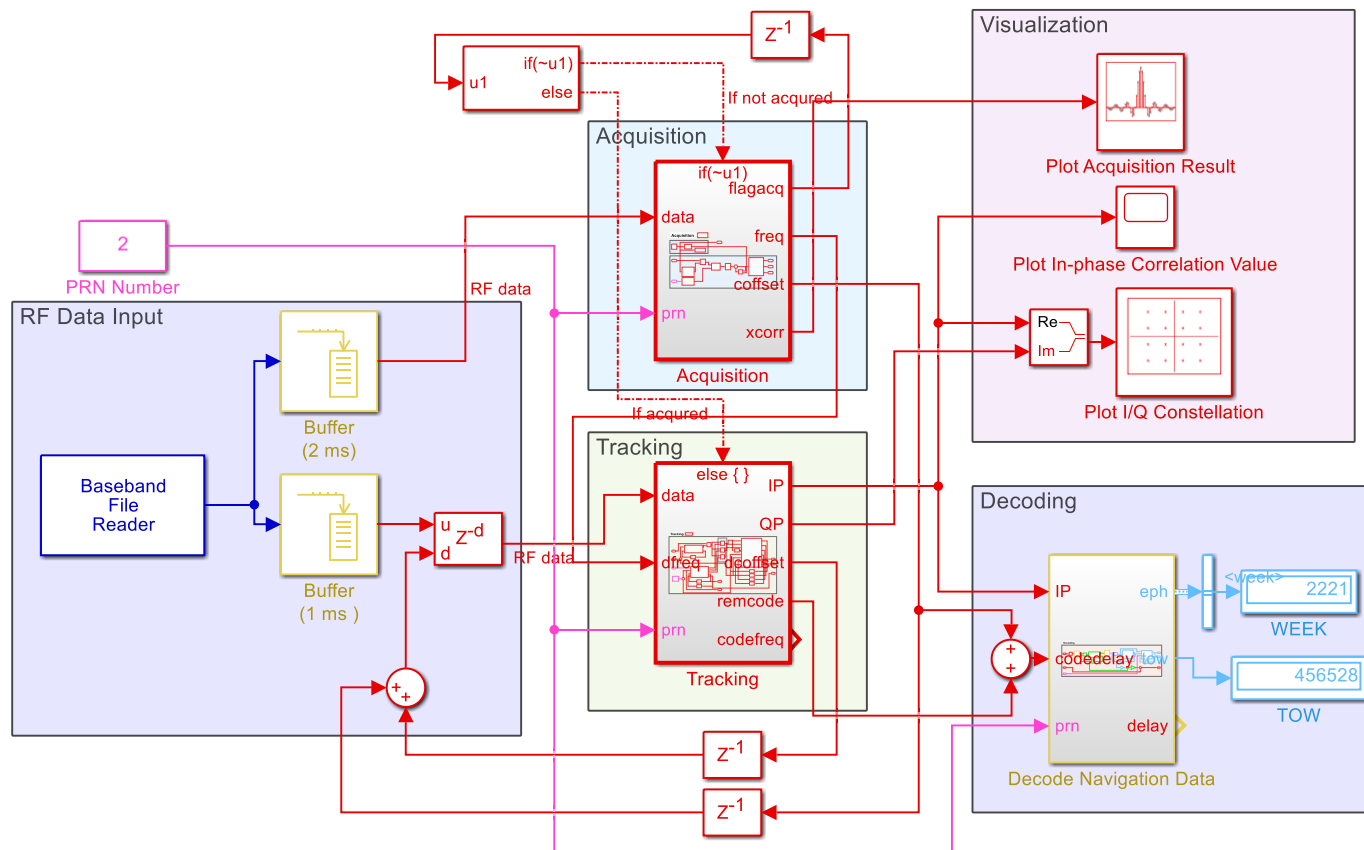 Z-1
Visualization
u1
if(~u1)
else
If not acqured
Plot Acquisition Result
Acquisition
if(~u1)
flagacq
data
freq
coffset
prn
xcorr
Acquisition
Acquisition
2
PRN Number
RF data
Plot In-phase Correlation Value
Re
Im
Plot I/Q Constellation
RF Data Input
Buffer
(2 ms)
Baseband
File
Reader
Buffer
(1 ms )
u
d
Z-d
RF data
+
+
If acqured
Tracking
else { }
data
IP
QP
dfreq
dcoffset
remcode
prn
codefreq
Tracking
Tracking
Z-1
Z-1
Decoding
+
+
IP
eph
codedelay
tow
prn
delay
Decode Navigation Data
<week>
2221
WEEK
456528
TOW